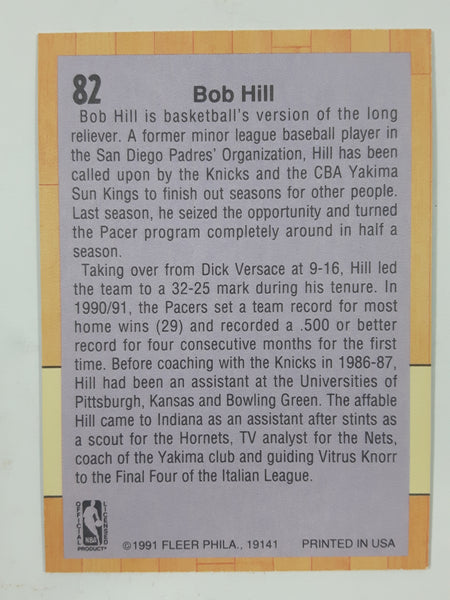 82
Bob Hill
Bob Hill is basketball's version of the long
reliever. A former minor league baseball player in
the San Diego Padres' Organization, Hill has been
called upon by the Knicks and the CBA Yakima
Sun Kings to finish out seasons for other people.
Last season, he seized the opportunity and turned
the Pacer program completely around in half a
season.
Taking over from Dick Versace at 9-16, Hill led
the team to a 32-25 mark during his tenure. In
1990/91, the Pacers set a team record for most
home wins (29) and recorded a .500 or better
record for four consecutive months for the first
time. Before coaching with the Knicks in 1986-87,
Hill had been an assistant at the Universities of
Pittsburgh, Kansas and Bowling Green. The affable
Hill came to Indiana as an assistant after stints as
a scout for the Hornets, TV analyst for the Nets,
coach of the Yakima club and guiding Vitrus Knorr
to the Final Four of the Italian League.
OFFICIAL
LICENSED
NBA
PRODUCT
©1991 FLEER PHILA., 19141
PRINTED IN USA